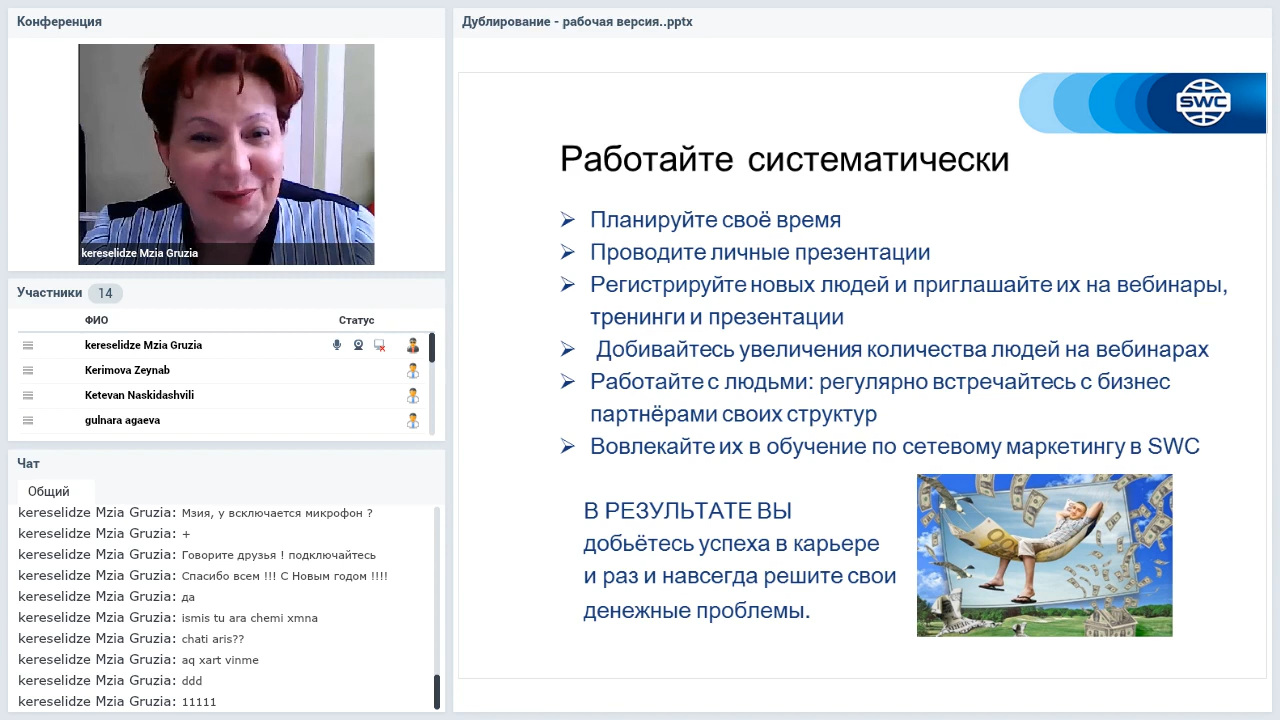 Конференция
kereselidze Mzia Gruzia
Участники 14
ФИО Статус
kereselidze Mzia Gruzia
Kerimova Zeynab
Ketevan Naskidashvili
gulnara agaeva
Чат
Общий
kereselidze Mzia Gruzia: Мзия, у всключается микрофон ?
kereselidze Mzia Gruzia: +
kereselidze Mzia Gruzia: Говорите друзья ! подключайтесь
kereselidze Mzia Gruzia: Спасибо всем !!! С Новым годом !!!!
kereselidze Mzia Gruzia: да
kereselidze Mzia Gruzia: ismis tu ara chemi xmna
kereselidze Mzia Gruzia: chati aris??
kereselidze Mzia Gruzia: aq xart vinme
kereselidze Mzia Gruzia: ddd
kereselidze Mzia Gruzia: 11111
Дублирование - рабочая версия..pptx
SWC
Работайте систематически
Планируйте своё время
Проводите личные презентации
Регистрируйте новых людей и приглашайте их на вебинары,
тренинги и презентации
Добивайтесь увеличения количества людей на вебинарах
Работайте с людьми: регулярно встречайтесь с бизнес
партнёрами своих структур
Вовлекайте их в обучение по сетевому маркетингу в SWC
В РЕЗУЛЬТАТЕ ВЫ
добьётесь успеха в карьере
и раз и навсегда решите свои
денежные проблемы.